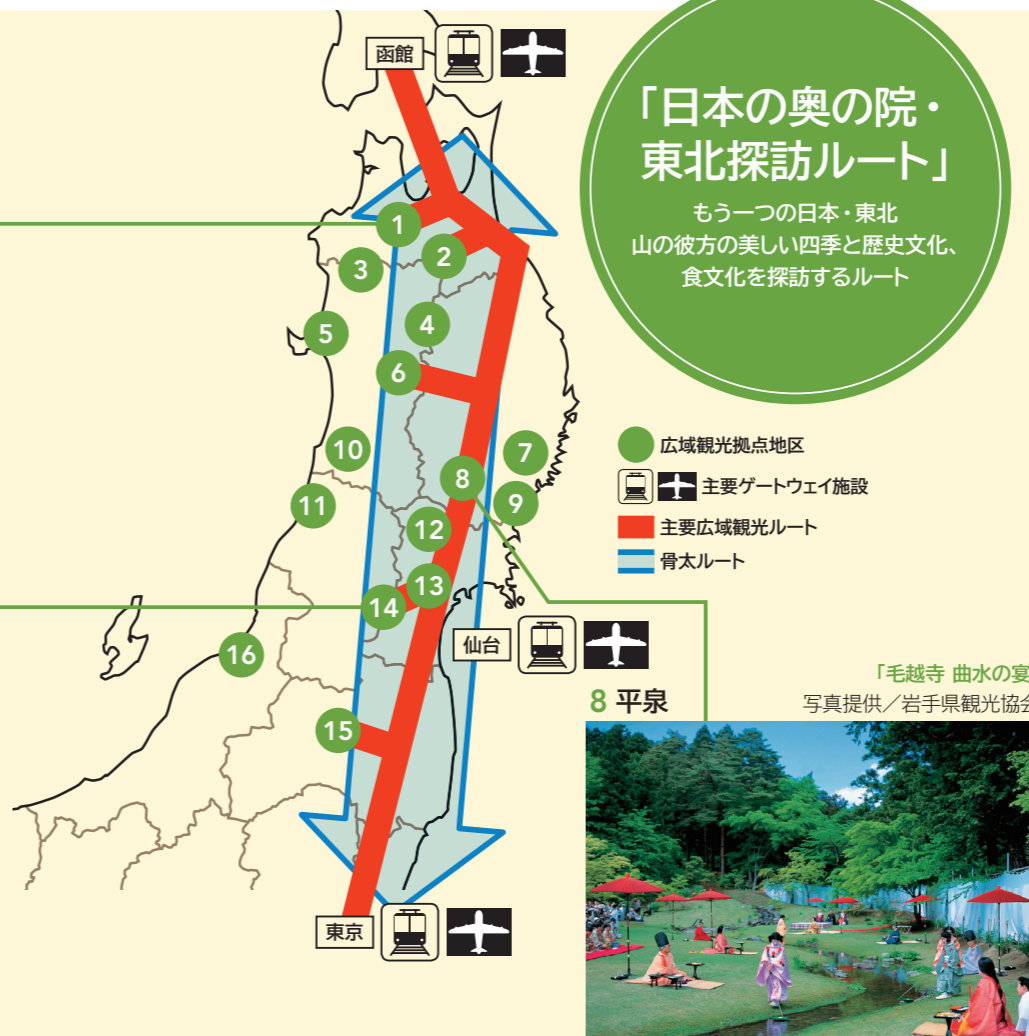 函館
「日本の奥の院・
東北探訪ルート」
もう一つの日本・東北
山の彼方の美しい四季と歴史文化、
食文化を探訪するルート
1
2
3
4
5
6
7
8
9
10
11
12
13
14
15
16
広域観光拠点地区
主要ゲートウェイ施設
主要広域観光ルート
骨太ルート
仙台
東京
8 平泉
「毛越寺 曲水の宴
写真提供／岩手県観光協会